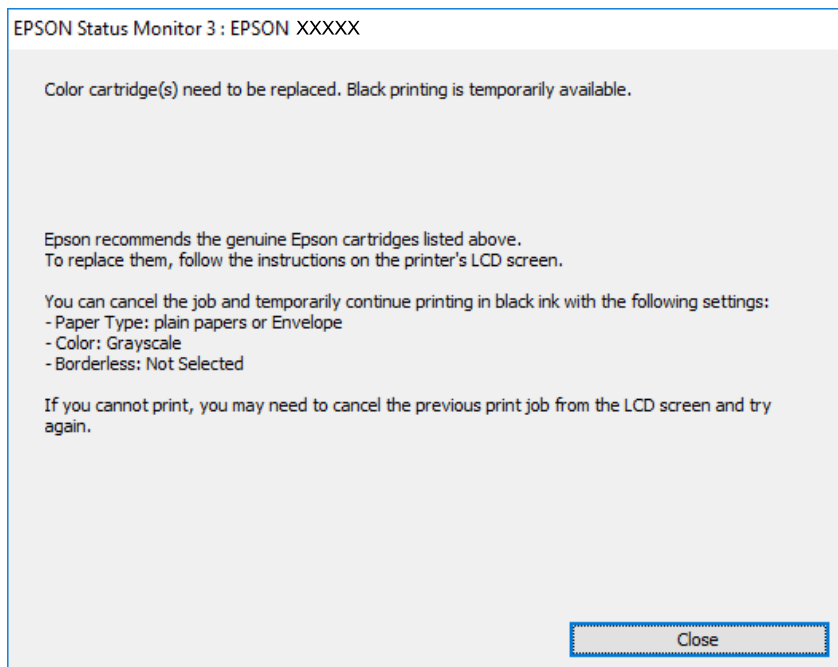 EPSON Status Monitor 3 : EPSON XXXXX
Color cartridge(s) need to be replaced. Black printing is temporarily available.
Epson recommends the genuine Epson cartridges listed above.
To replace them, follow the instructions on the printer's LCD screen.
You can cancel the job and temporarily continue printing in black ink with the following settings:
- Paper Type: plain papers or Envelope
- Color: Grayscale
- Borderless: Not Selected
If you cannot print, you may need to cancel the previous print job from the LCD screen and try
again.
Close